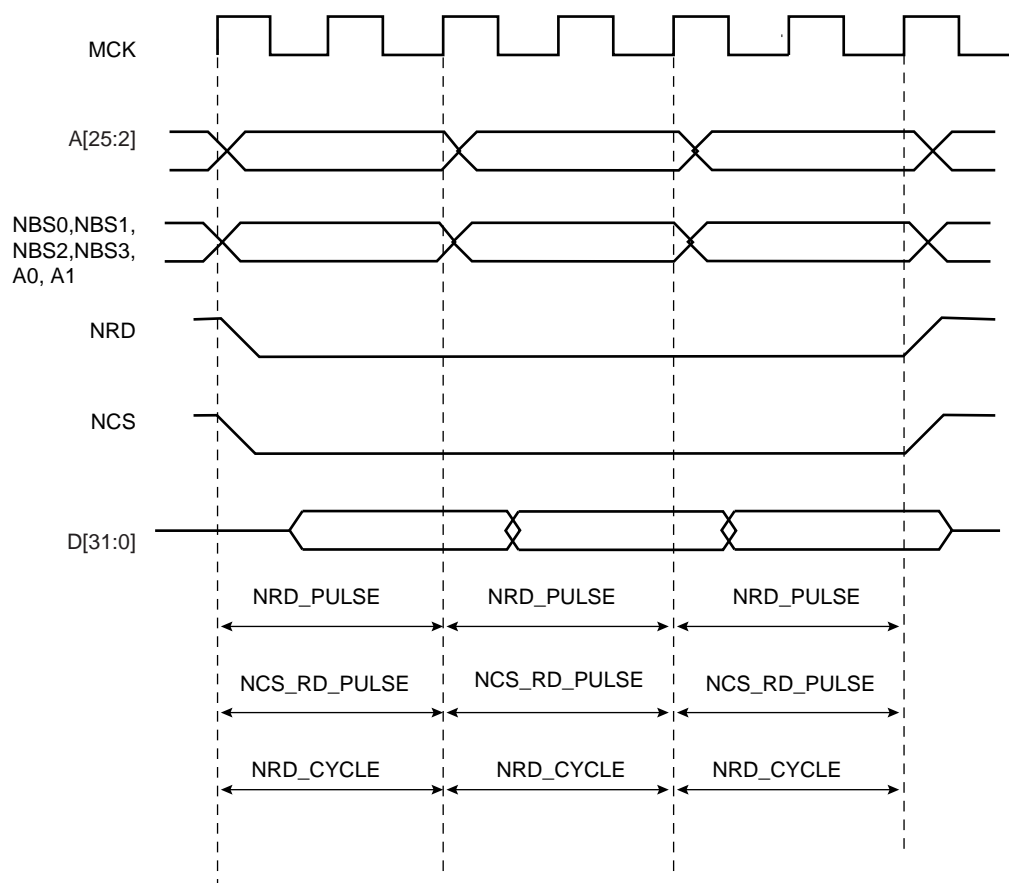 MCK
A[25:2]
NBS0,NBS1,
NBS2,NBS3,
A0, A1
NRD
NCS
D[31:0]
NRD_PULSE NRD_PULSE NRD_PULSE
NCS_RD_PULSE NCS_RD_PULSE NCS_RD_PULSE
NRD_CYCLE NRD_CYCLE NRD_CYCLE